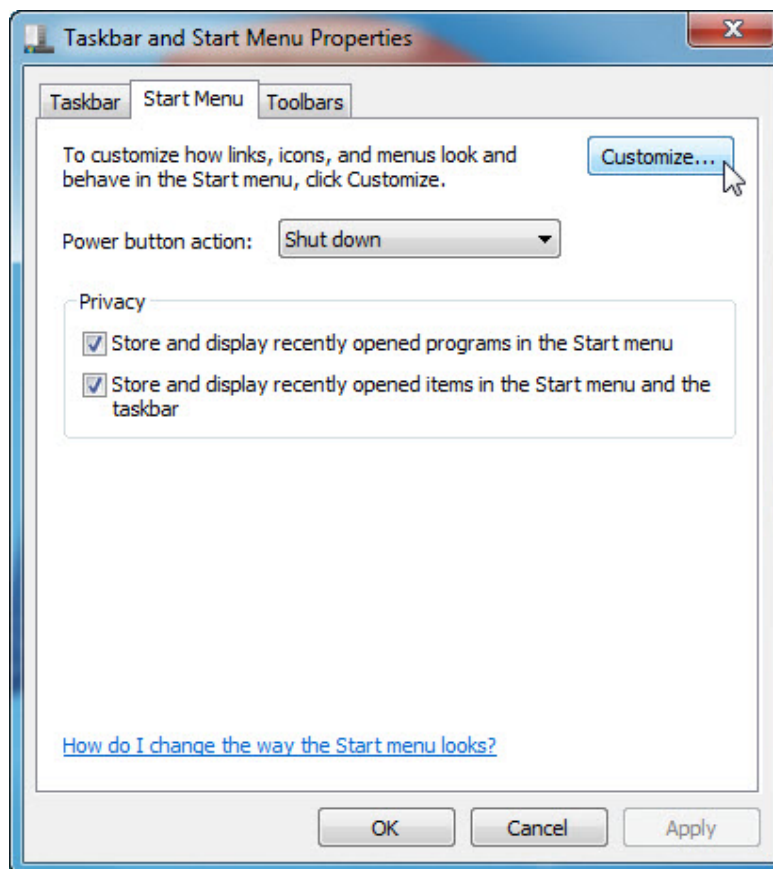 Taskbar and Start Menu Properties
Taskbar Start Menu Toolbars
To customize how links, icons, and menus look and
behave in the Start menu, click Customize.
Customize...
Power button action: Shut down
Privacy
Store and display recently opened programs in the Start menu
Store and display recently opened items in the Start menu and the
taskbar
How do I change the way the Start menu looks?
OK Cancel Apply